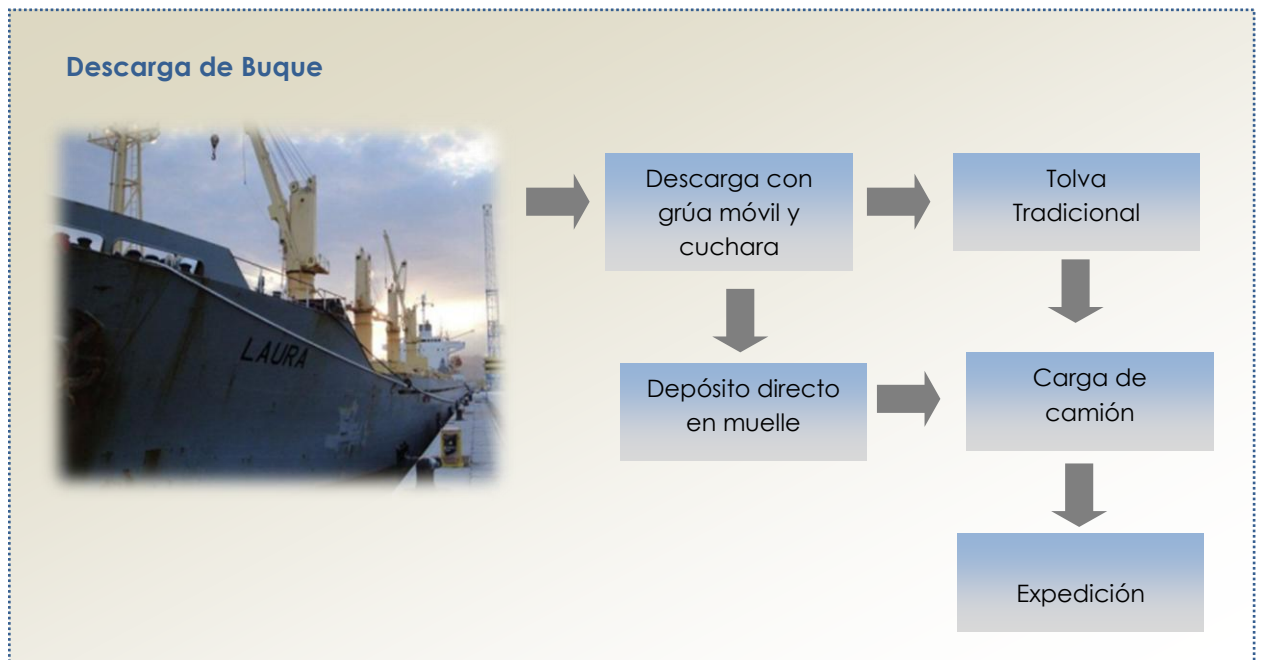 Descarga de Buque
LAURA
Descarga con
grúa móvil y
cuchara
Tolva
Tradicional
Depósito directo
en muelle
Carga de
camión
Expedición